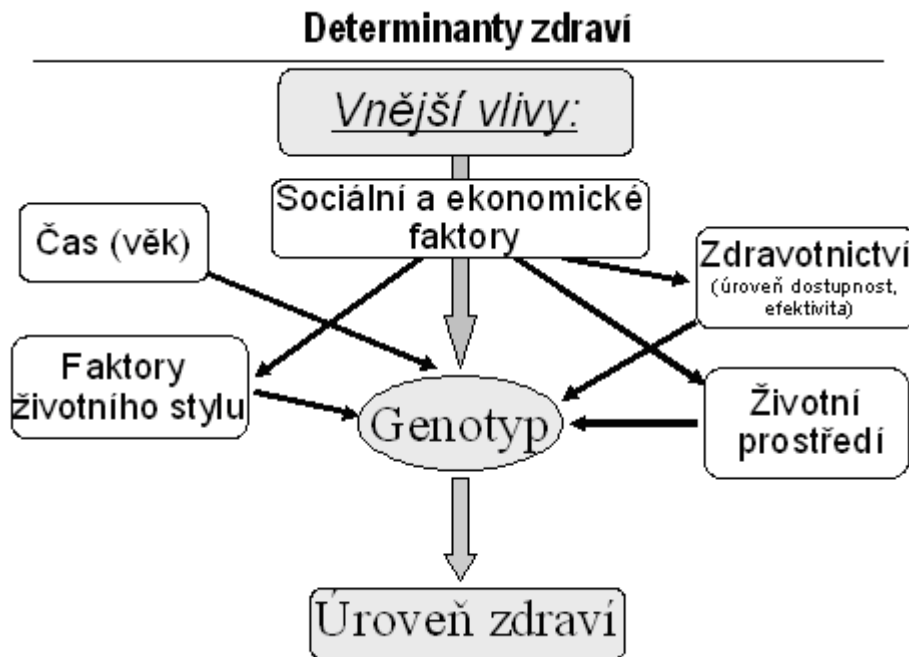 Determinanty zdraví
Vnější vlivy:
Sociální a ekonomické
faktory
Čas (věk)
Zdravotnictví
(úroveň dostupnost,
efektivita)
Faktory
životního stylu
Genotyp
Životní
prostředí
Úroveň zdraví